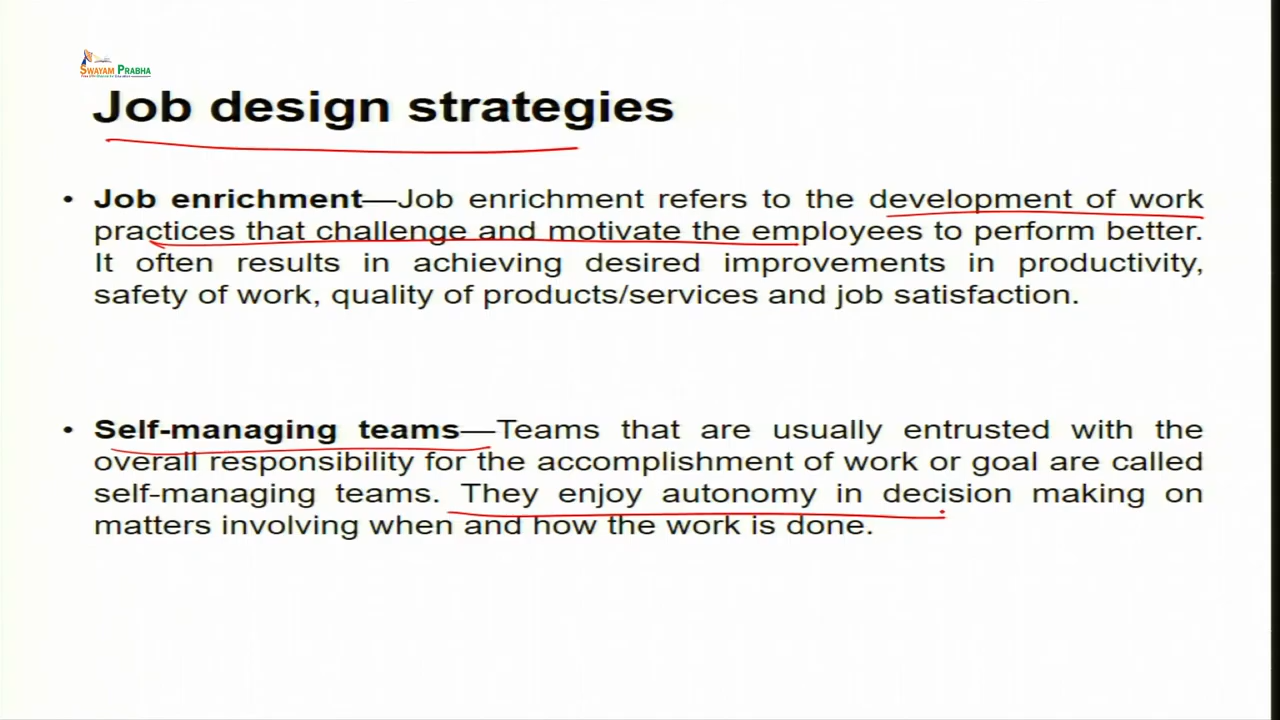 SWAYAM PRABHA
Job design strategies
• Job enrichment—Job enrichment refers to the development of work
practices that challenge and motivate the employees to perform better.
It often results in achieving desired improvements in productivity,
safety of work, quality of products/services and job satisfaction.
• Self-managing teams—Teams that are usually entrusted with the
overall responsibility for the accomplishment of work or goal are called
self-managing teams. They enjoy autonomy in decision making on
matters involving when and how the work is done.